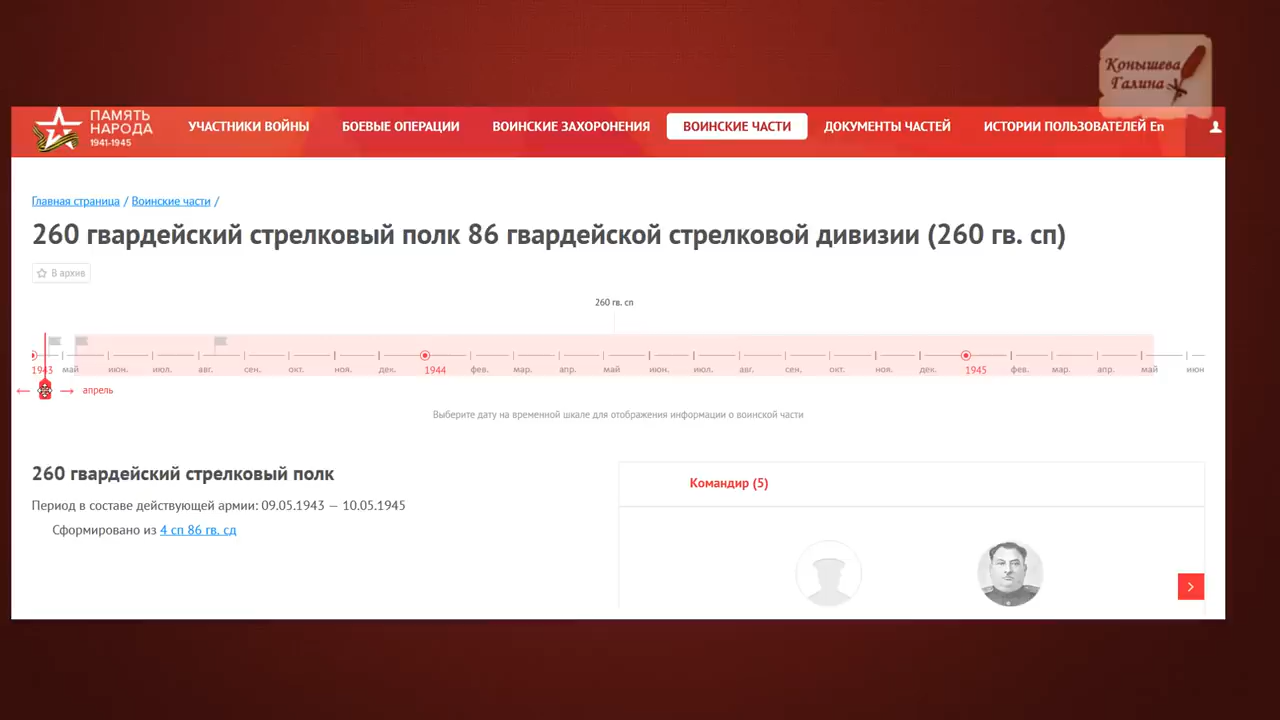 Конышева
Галина
ПАМЯТЬ
НАРОДА
1941-1945
УЧАСТНИКИ ВОЙНЫ БОЕВЫЕ ОПЕРАЦИИ ВОИНСКИЕ ЗАХОРОНЕНИЯ ВОИНСКИЕ ЧАСТИ ДОКУМЕНТЫ ЧАСТЕЙ ИСТОРИИ ПОЛЬЗОВАТЕЛЕЙ En
Главная страница / Воинские части /
260 гвардейский стрелковый полк 86 гвардейской стрелковой дивизии (260 гв. сп)
В архив
260 гв. сп
1943 май июн. июл. авг. сен. окт. ноя. дек. 1944 фев. мар. апр. май июн. июл. авг. сен. окт. ноя. дек. 1945 фев. мар. апр. май июн
апрель
Выберите дату на временной шкале для отображения информации о воинской части
260 гвардейский стрелковый полк
Период в составе действующей армии: 09.05.1943 — 10.05.1945
Сформировано из 4 сп 86 гв. сд
Командир (5)